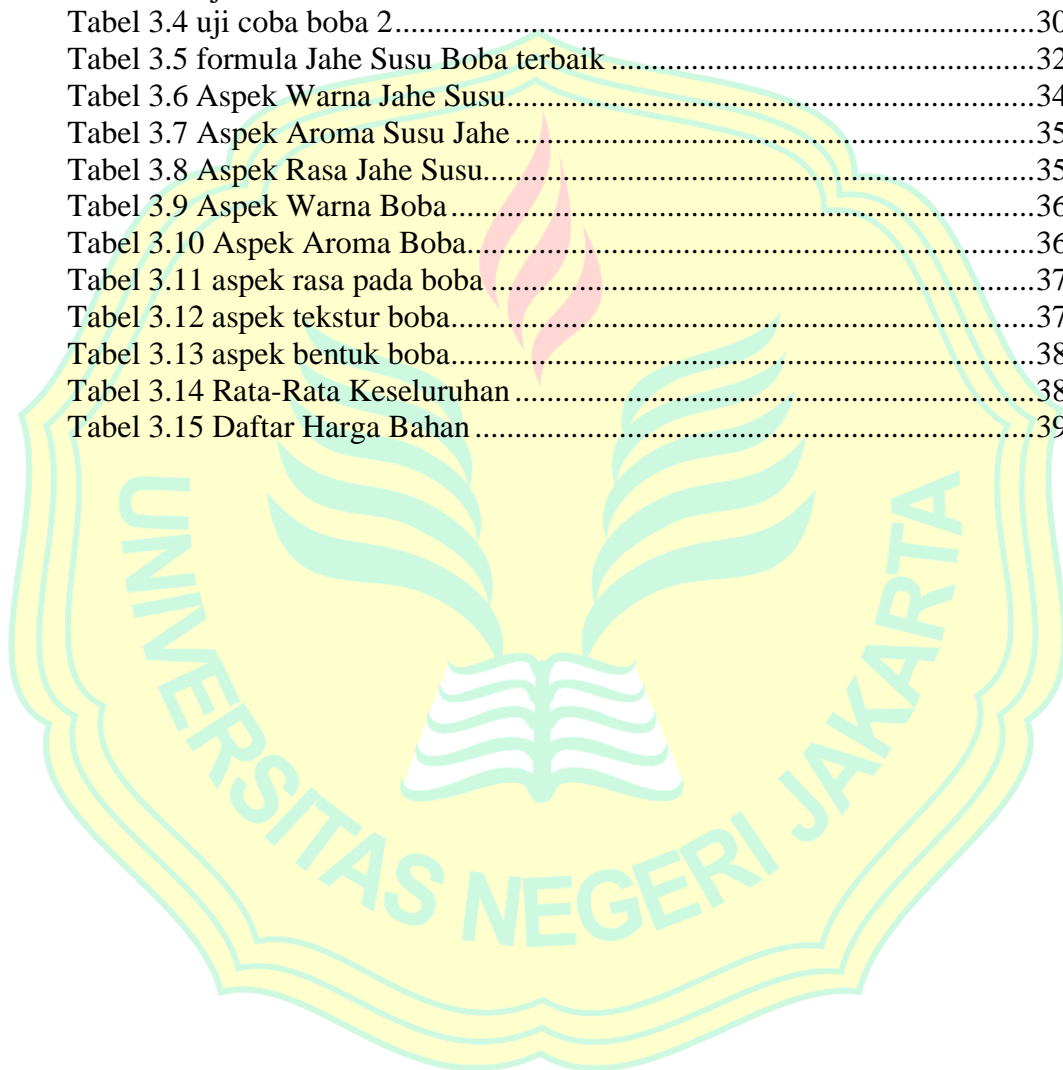 Tabel 3.4 uji coba boba 2....................................................................................30
Tabel 3.5 formula Jahe Susu Boba terbaik.......................................................32
Tabel 3.6 Aspek Warna Jahe Susu.....................................................................34
Tabel 3.7 Aspek Aroma Susu Jahe....................................................................35
Tabel 3.8 Aspek Rasa Jahe Susu........................................................................35
Tabel 3.9 Aspek Warna Boba.............................................................................36
Tabel 3.10 Aspek Aroma Boba..........................................................................36
Tabel 3.11 aspek rasa pada boba.......................................................................37
Tabel 3.12 aspek tekstur boba............................................................................37
Tabel 3.13 aspek bentuk boba............................................................................38
Tabel 3.14 Rata-Rata Keseluruhan....................................................................38
Tabel 3.15 Daftar Harga Bahan.........................................................................39
UNIVERSITAS NEGERI JAKARTA